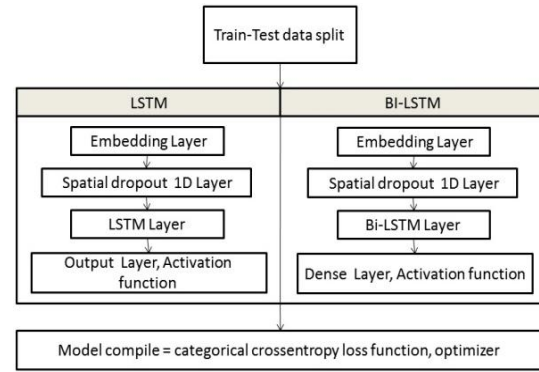 Train-Test data split
LSTM
BI-LSTM
Embedding Layer
Spatial dropout 1D Layer
LSTM Layer
Output Layer, Activation
function
Embedding Layer
Spatial dropout 1D Layer
Bi-LSTM Layer
Dense Layer, Activation function
Model compile = categorical crossentropy loss function, optimizer